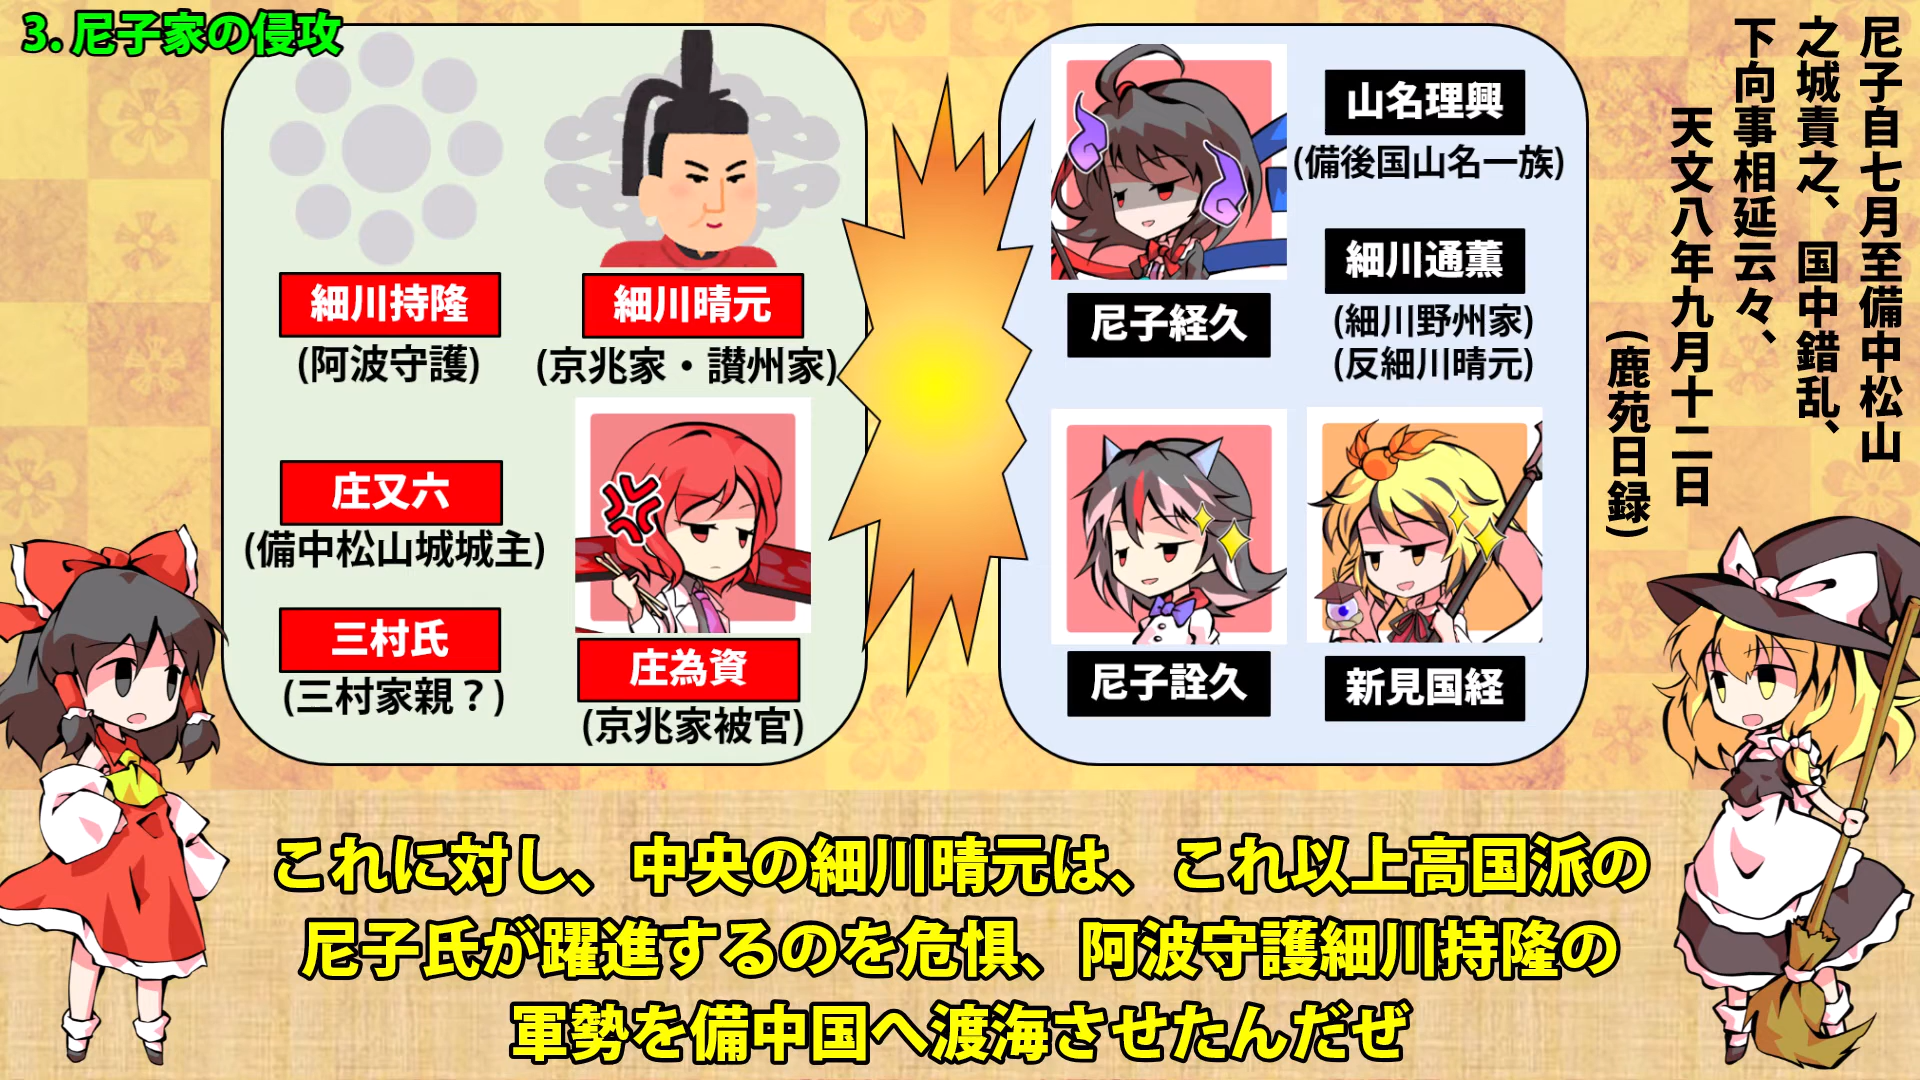 3.尼子家の侵攻
細川持隆
(阿波守護)
細川晴元
(京兆家・讃州家)
庄又六
(備中松山城城主)
三村氏
(三村家親？)
庄為資
(京兆家被官)
尼子経久
山名理興
(備後国山名一族)
細川通薫
(細川野州家)
(反細川晴元)
尼子詮久
新見国経
尼子自七月至備中松山
之城責之、国中錯乱、
下向事相延云々、
天文八年九月十二日
(鹿苑日録)
これに対し、中央の細川晴元は、これ以上高国派の
尼子氏が躍進するのを危惧、阿波守護細川持隆の
軍勢を備中国へ渡海させたんだぜ